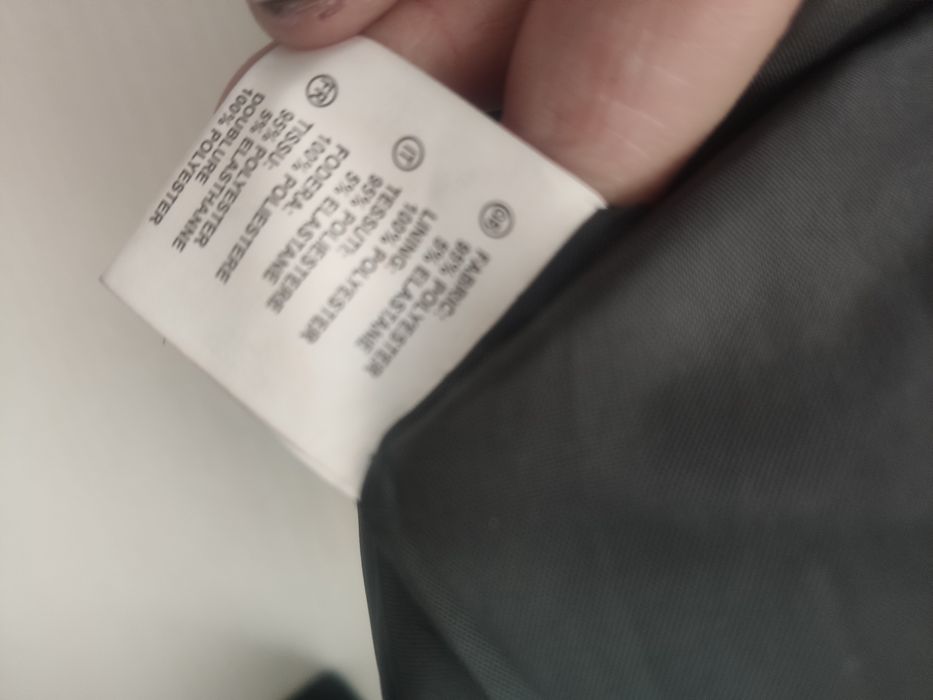 FR
TISSU:
95% POLYESTER
5% ELASTHANNE
DOUBLURE
100% POLYESTER
IT
TESSUTI:
95% POLIESTERE
5% ELASTANE
FODERA:
100% POLIESTERE
GB
FABRIC:
95% POLYESTER
5% ELASTANE
LINING:
100% POLYESTER